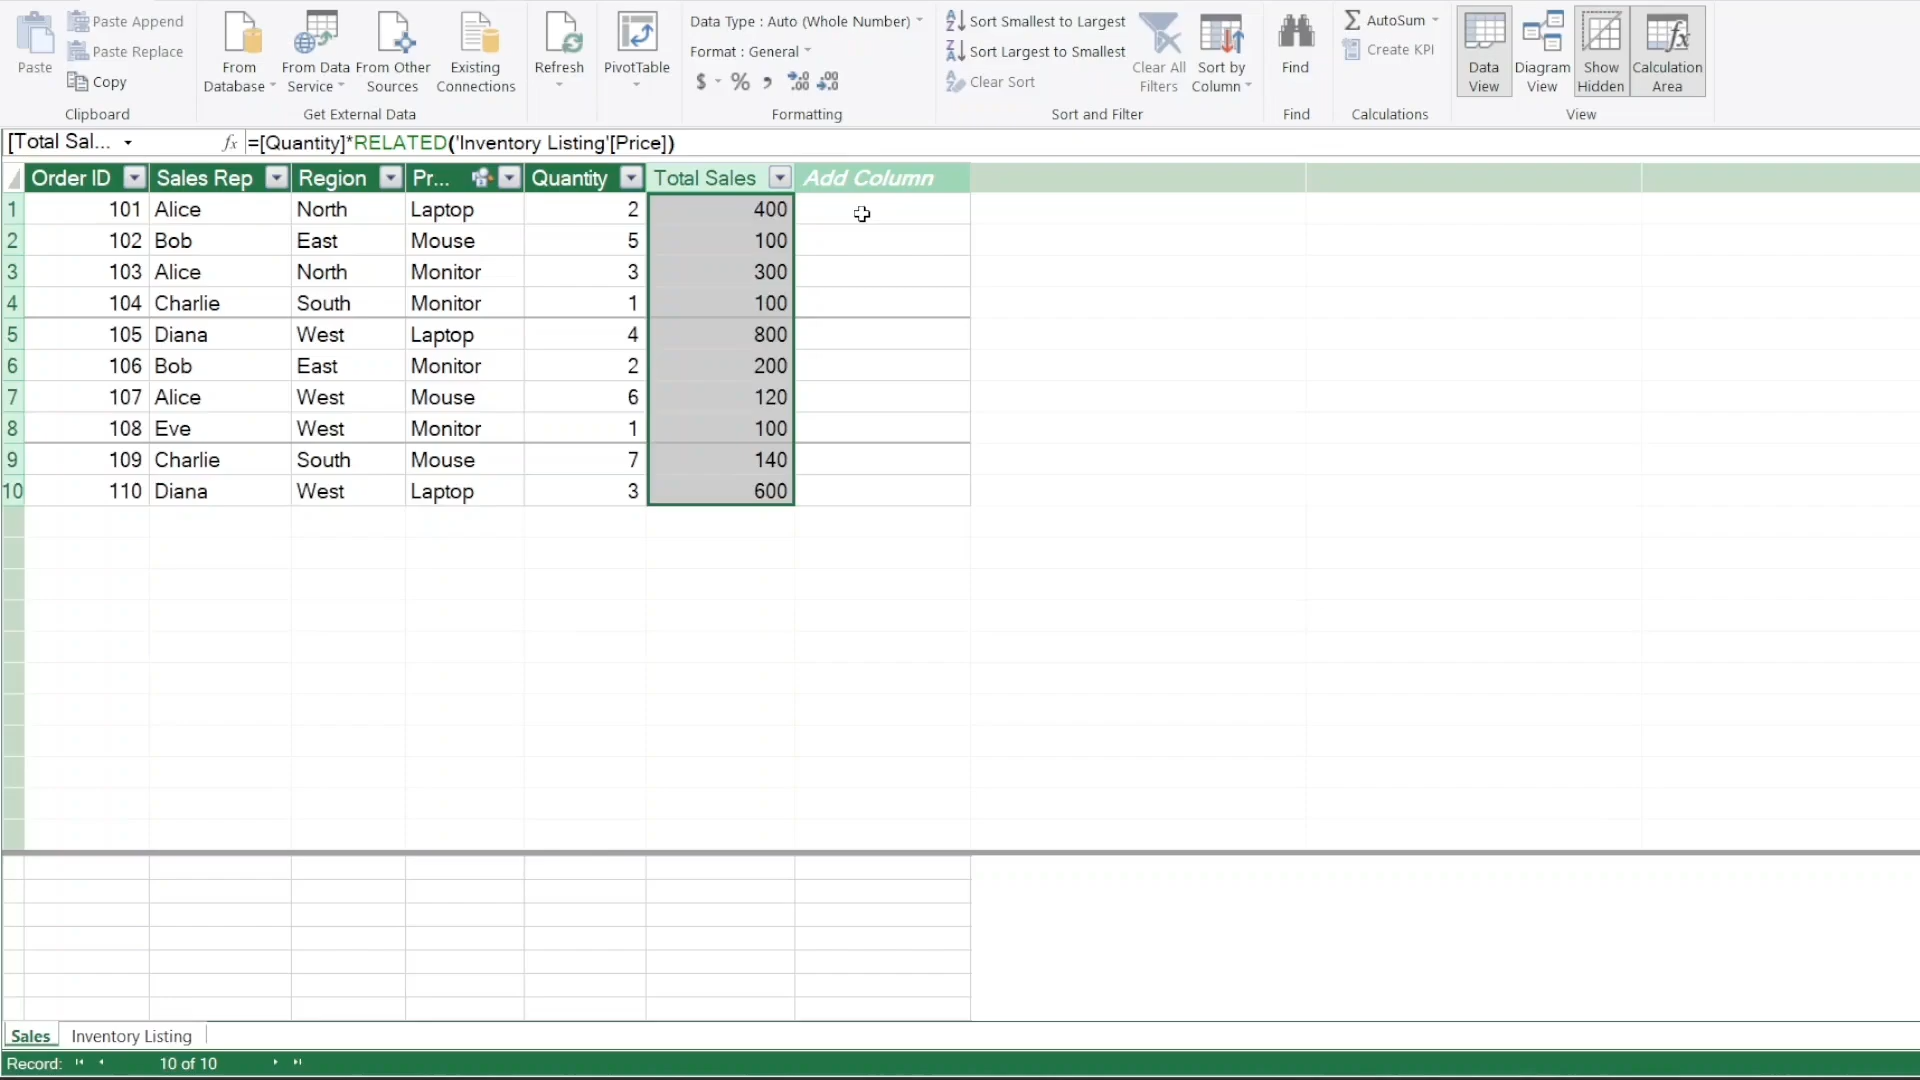 Paste
Paste Append
Paste Replace
Copy
Clipboard
From Database
From Data Service
From Other Sources
Existing Connections
Get External Data
Refresh
PivotTable
Data Type : Auto (Whole Number)
Format : General
$ % , .00 .00
Formatting
Sort Smallest to Largest
Sort Largest to Smallest
Clear Sort
Clear All Filters
Sort by Column
Sort and Filter
Find
Find
AutoSum
Create KPI
Calculations
Data View
Diagram View
Show Hidden
Calculation Area
View
[Total Sal... fx =[Quantity]*RELATED('Inventory Listing'[Price])
Order ID Sales Rep Region Pr... Quantity Total Sales Add Column
1 101 Alice North Laptop 2 400
2 102 Bob East Mouse 5 100
3 103 Alice North Monitor 3 300
4 104 Charlie South Monitor 1 100
5 105 Diana West Laptop 4 800
6 106 Bob East Monitor 2 200
7 107 Alice West Mouse 6 120
8 108 Eve West Monitor 1 100
9 109 Charlie South Mouse 7 140
10 110 Diana West Laptop 3 600
Sales Inventory Listing
Record: 10 of 10